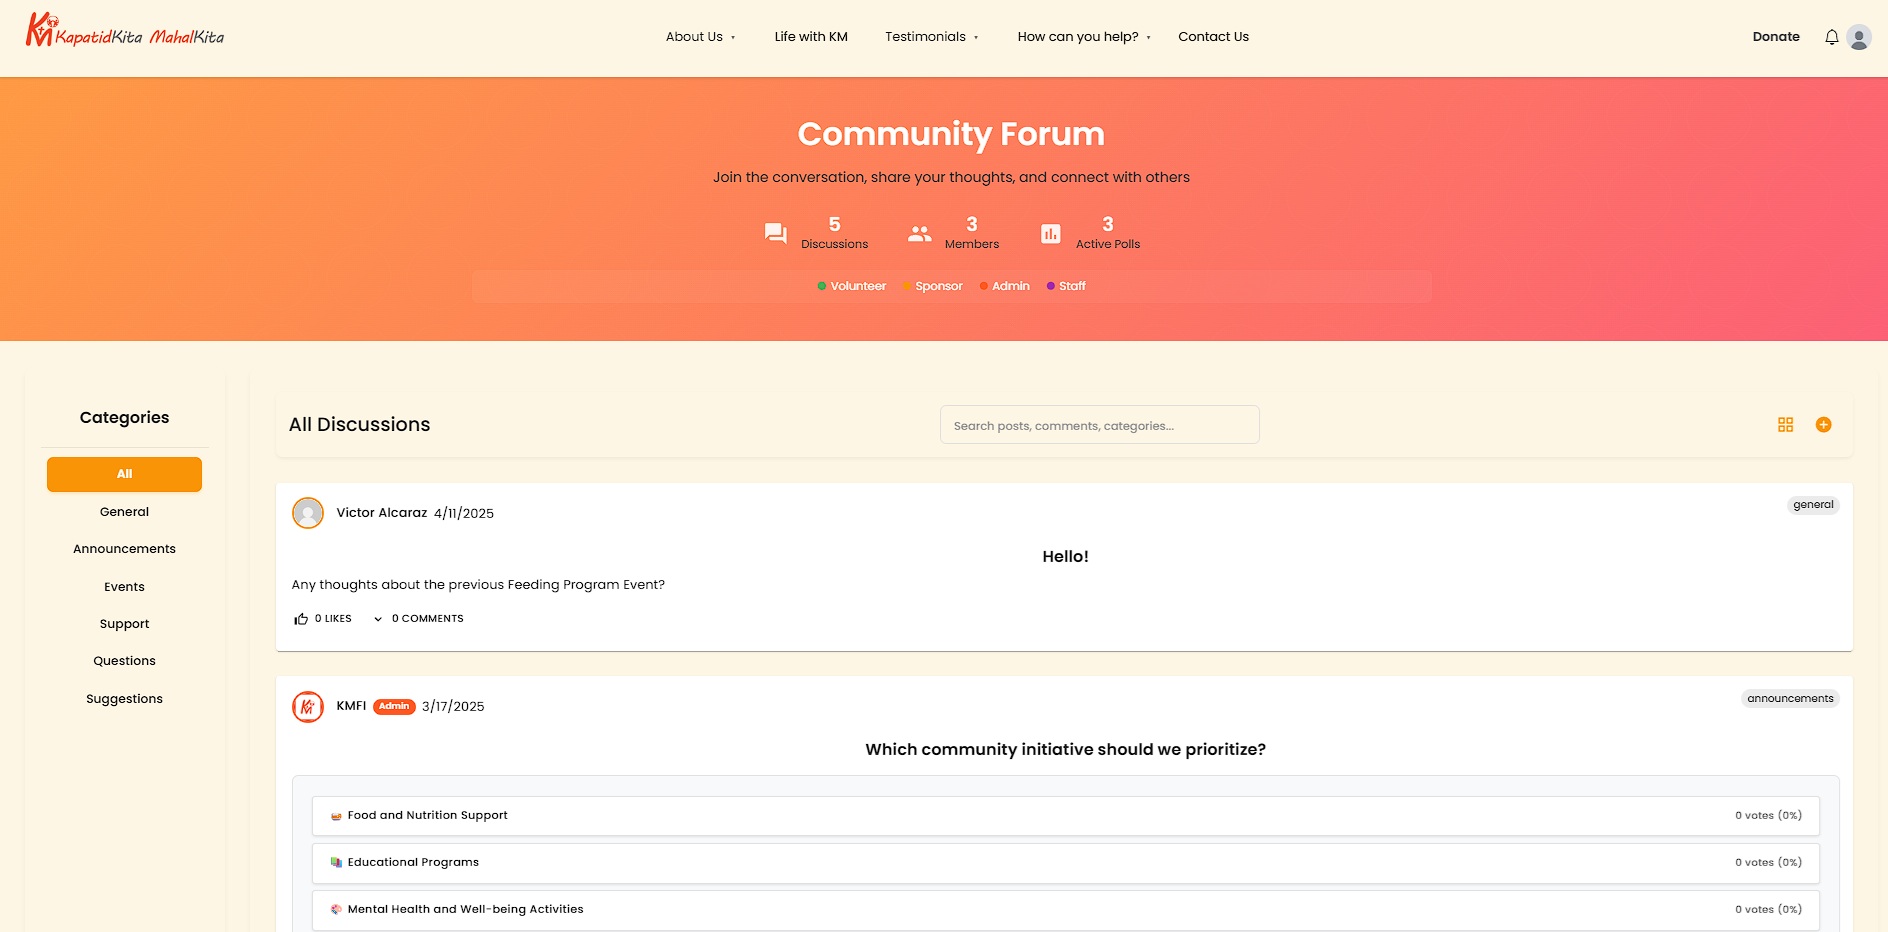 KM KapatidKita MahalKita
About Us
Life with KM
Testimonials
How can you help?
Contact Us
Donate
Community Forum
Join the conversation, share your thoughts, and connect with others
5
Discussions
3
Members
3
Active Polls
Volunteer
Sponsor
Admin
Staff
Categories
All
General
Announcements
Events
Support
Questions
Suggestions
All Discussions
Search posts, comments, categories...
Victor Alcaraz 4/11/2025
general
Hello!
Any thoughts about the previous Feeding Program Event?
0 LIKES
0 COMMENTS
KM
KMFI Admin 3/17/2025
announcements
Which community initiative should we prioritize?
Food and Nutrition Support 0 votes (0%)
Educational Programs 0 votes (0%)
Mental Health and Well-being Activities 0 votes (0%)